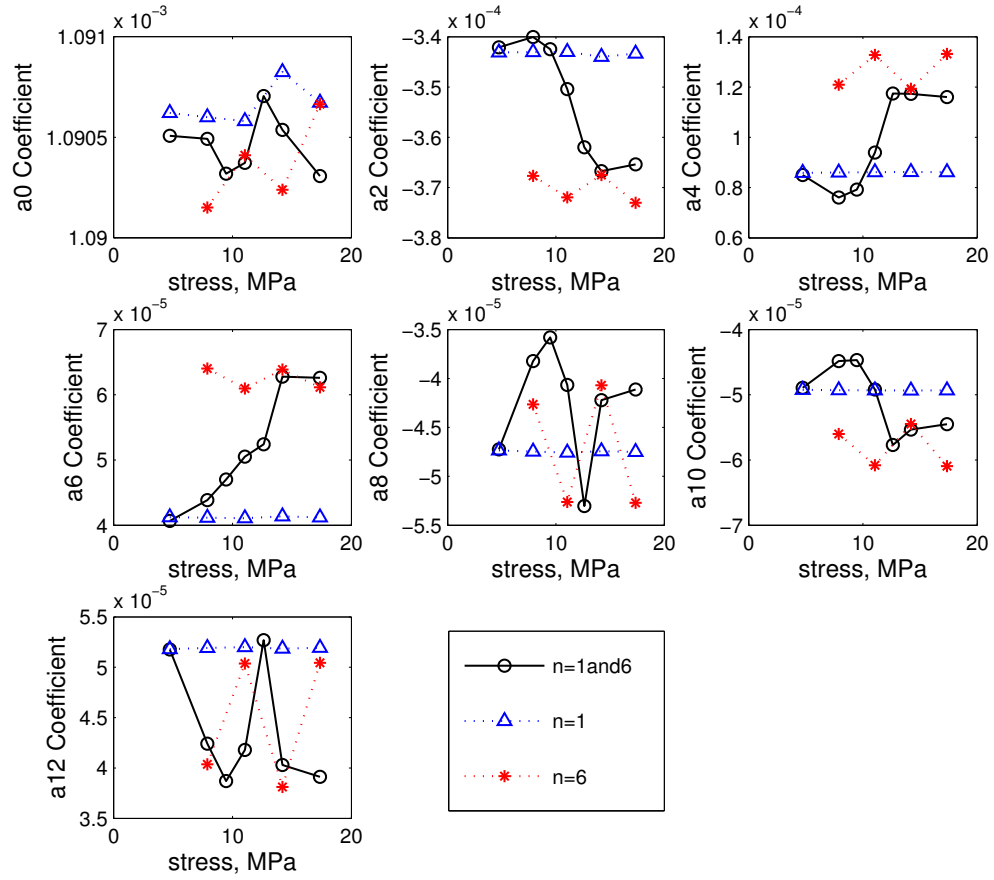 x 10^-3
1.091
1.0905
1.09
a0 Coefficient
0 10 20
stress, MPa
x 10^-4
−3.4
−3.5
−3.6
−3.7
−3.8
a2 Coefficient
0 10 20
stress, MPa
x 10^-4
1.4
1.2
1
0.8
0.6
a4 Coefficient
0 10 20
stress, MPa
x 10^-5
7
6
5
4
a6 Coefficient
0 10 20
stress, MPa
x 10^-5
−3.5
−4
−4.5
−5
−5.5
a8 Coefficient
0 10 20
stress, MPa
x 10^-5
−4
−5
−6
−7
a10 Coefficient
0 10 20
stress, MPa
x 10^-5
5.5
5
4.5
4
3.5
a12 Coefficient
0 10 20
stress, MPa
n=1and6
n=1
n=6